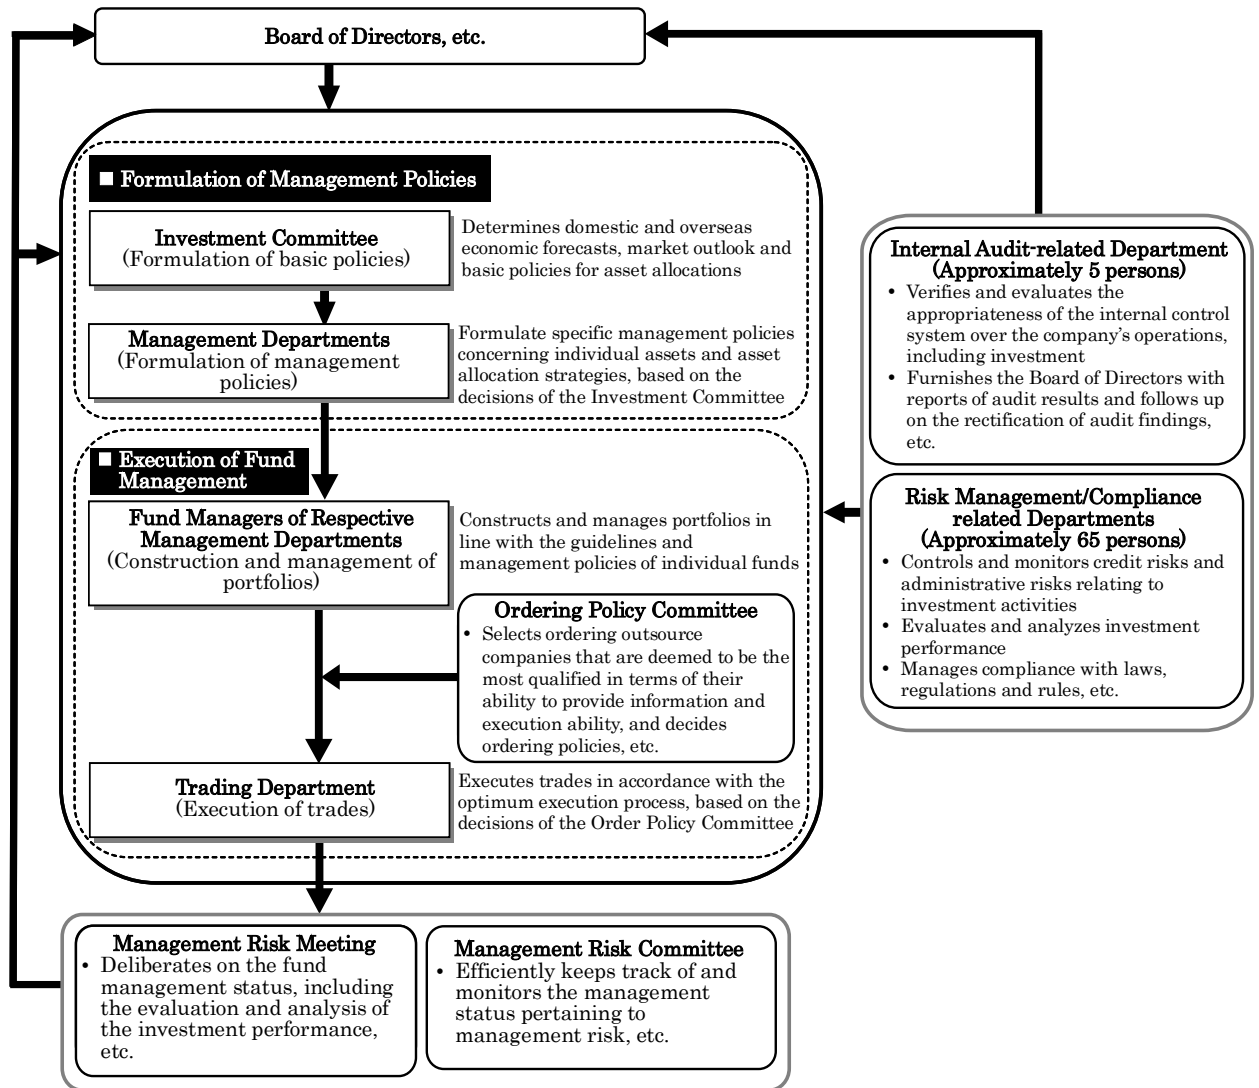 Board of Directors, etc.
■ Formulation of Management Policies
Investment Committee
(Formulation of basic policies)
Determines domestic and overseas
economic forecasts, market outlook and
basic policies for asset allocations
Management Departments
(Formulation of management
policies)
Formulate specific management policies
concerning individual assets and asset
allocation strategies, based on the
decisions of the Investment Committee
■ Execution of Fund
Management
Fund Managers of Respective
Management Departments
(Construction and management of
portfolios)
Constructs and manages portfolios in
line with the guidelines and
management policies of individual funds
Ordering Policy Committee
• Selects ordering outsource
companies that are deemed to be the
most qualified in terms of their
ability to provide information and
execution ability, and decides
ordering policies, etc.
Trading Department
(Execution of trades)
Executes trades in accordance with the
optimum execution process, based on the
decisions of the Order Policy Committee
Internal Audit-related Department
(Approximately 5 persons)
• Verifies and evaluates the
appropriateness of the internal control
system over the company’s operations,
including investment
• Furnishes the Board of Directors with
reports of audit results and follows up
on the rectification of audit findings,
etc.
Risk Management/Compliance
related Departments
(Approximately 65 persons)
• Controls and monitors credit risks and
administrative risks relating to
investment activities
• Evaluates and analyzes investment
performance
• Manages compliance with laws,
regulations and rules, etc.
Management Risk Meeting
• Deliberates on the fund
management status, including
the evaluation and analysis of
the investment performance,
etc.
Management Risk Committee
• Efficiently keeps track of and
monitors the management
status pertaining to
management risk, etc.